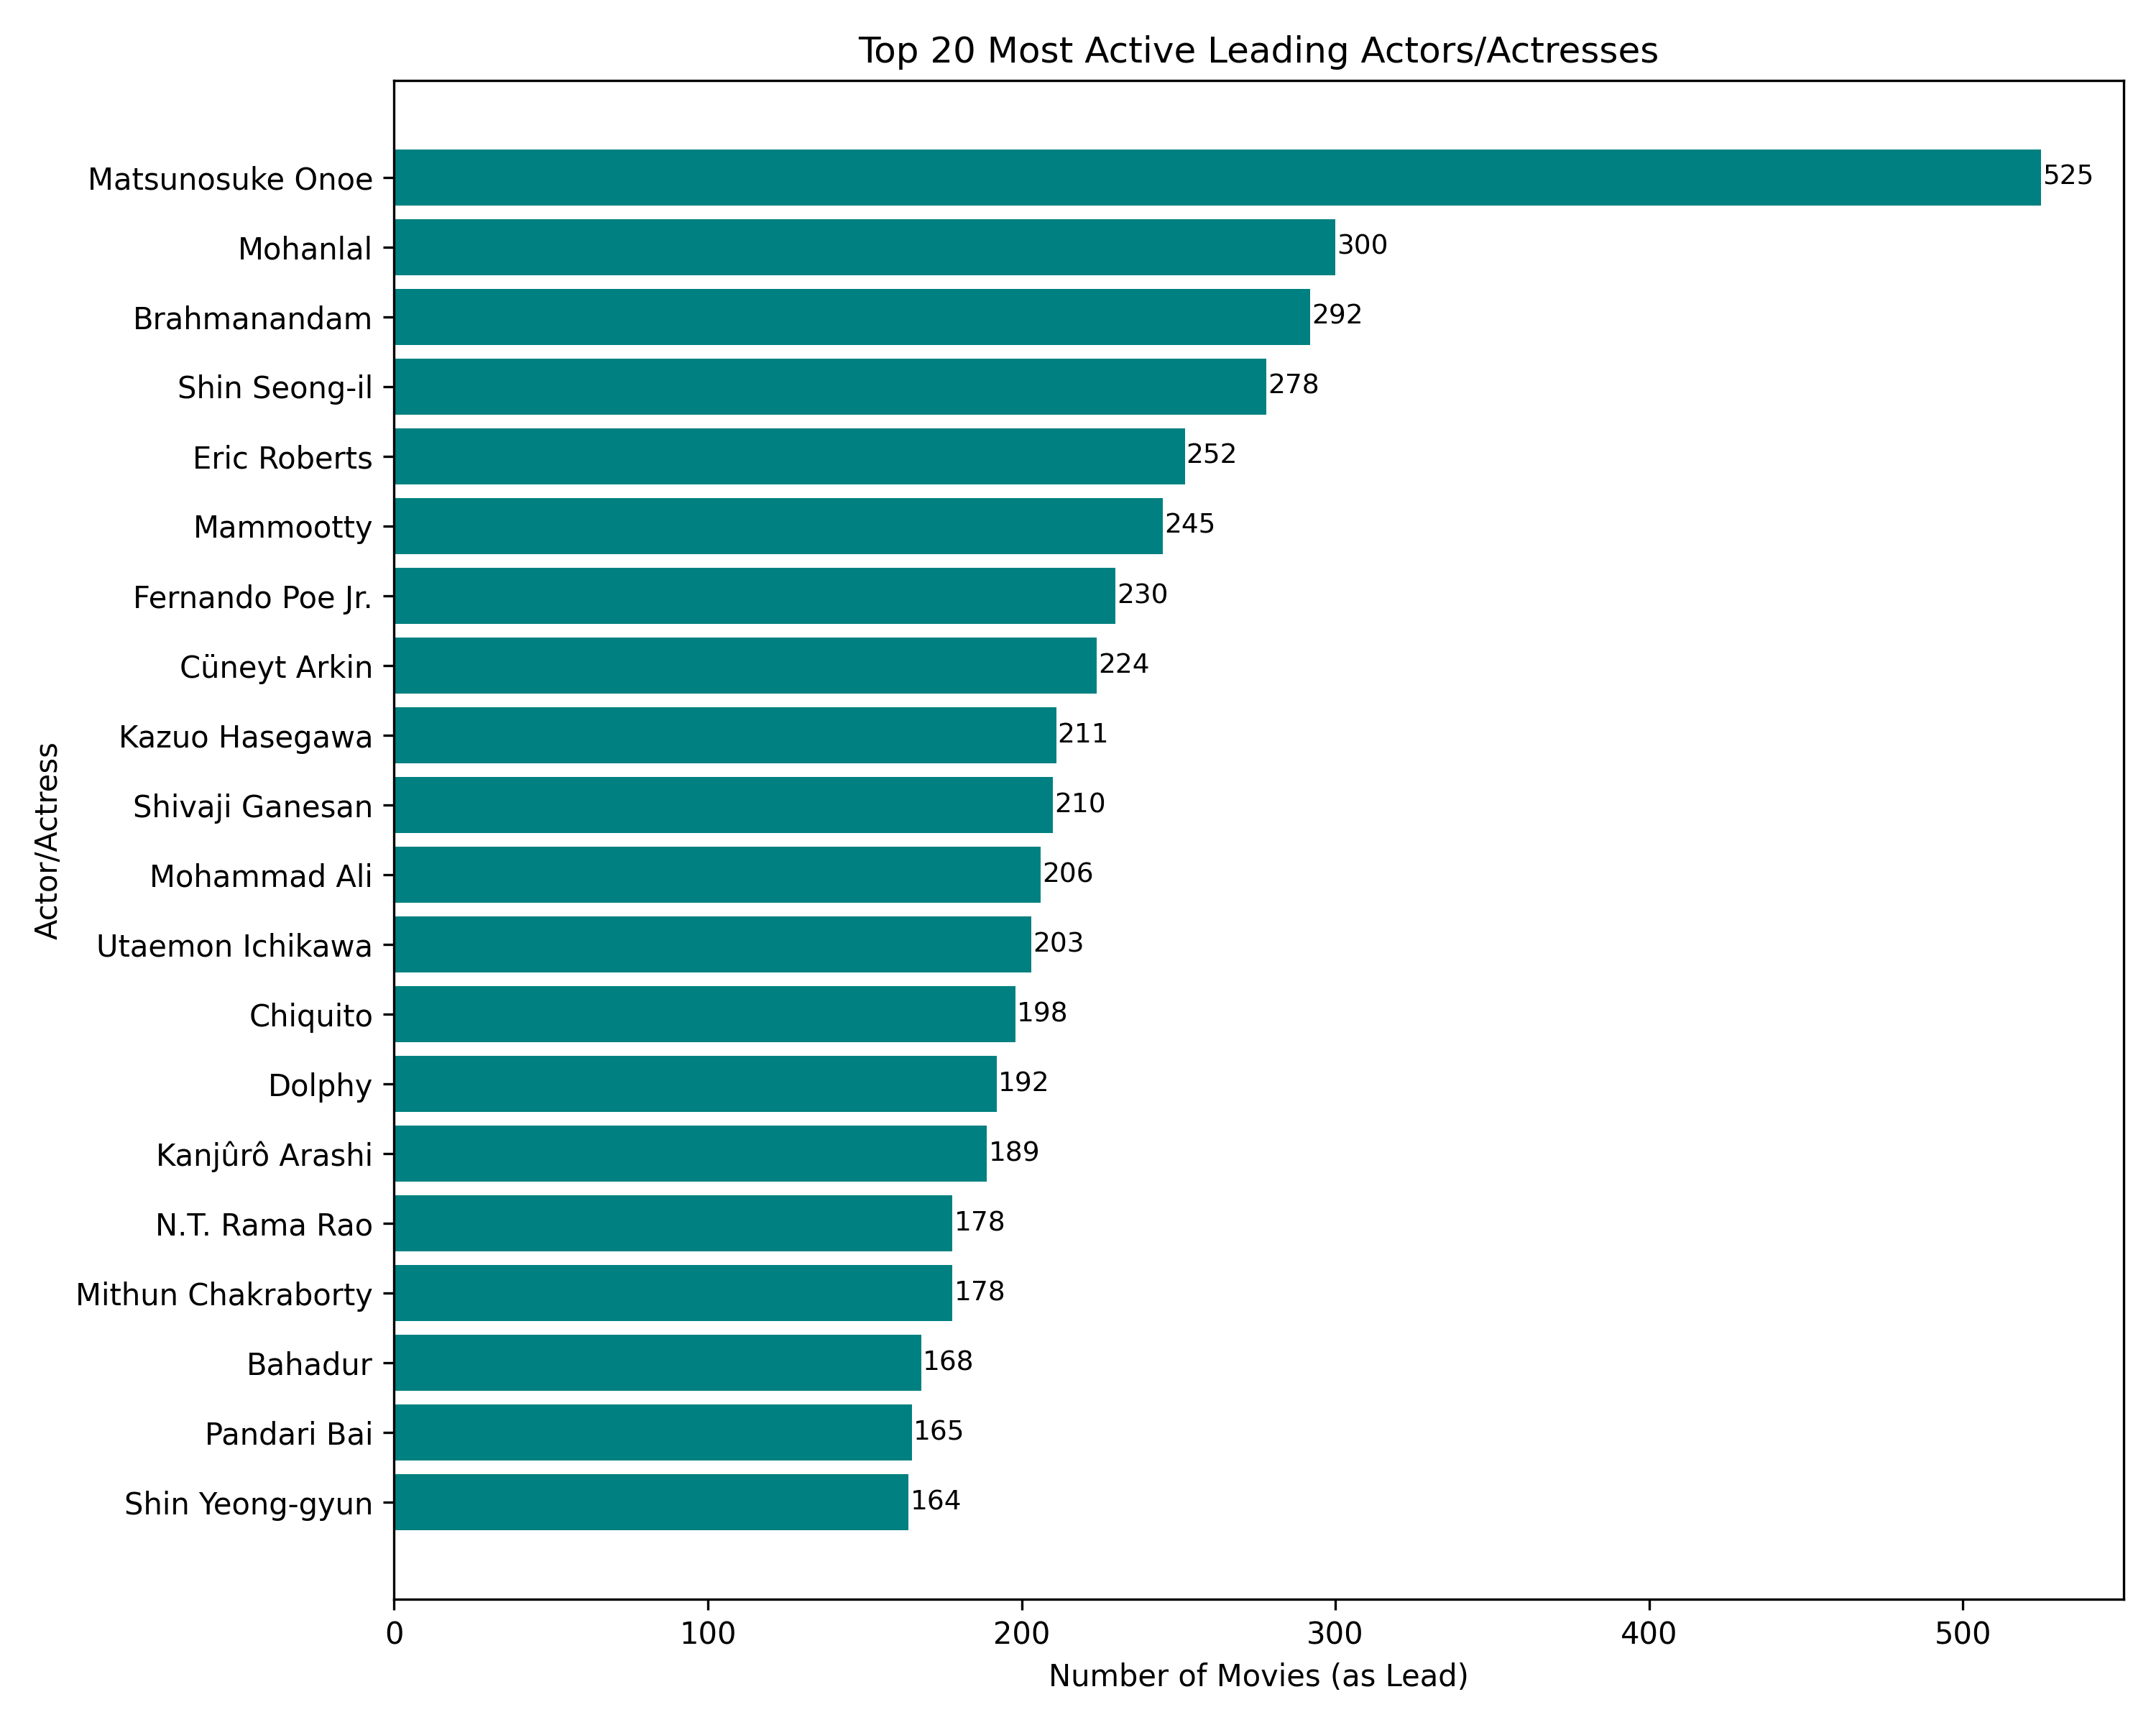 Top 20 Most Active Leading Actors/Actresses
Actor/Actress
Matsunosuke Onoe 525
Mohanlal 300
Brahmanandam 292
Shin Seong-il 278
Eric Roberts 252
Mammootty 245
Fernando Poe Jr. 230
Cüneyt Arkin 224
Kazuo Hasegawa 211
Shivaji Ganesan 210
Mohammad Ali 206
Utaemon Ichikawa 203
Chiquito 198
Dolphy 192
Kanjûrô Arashi 189
N.T. Rama Rao 178
Mithun Chakraborty 178
Bahadur 168
Pandari Bai 165
Shin Yeong-gyun 164
0 100 200 300 400 500
Number of Movies (as Lead)